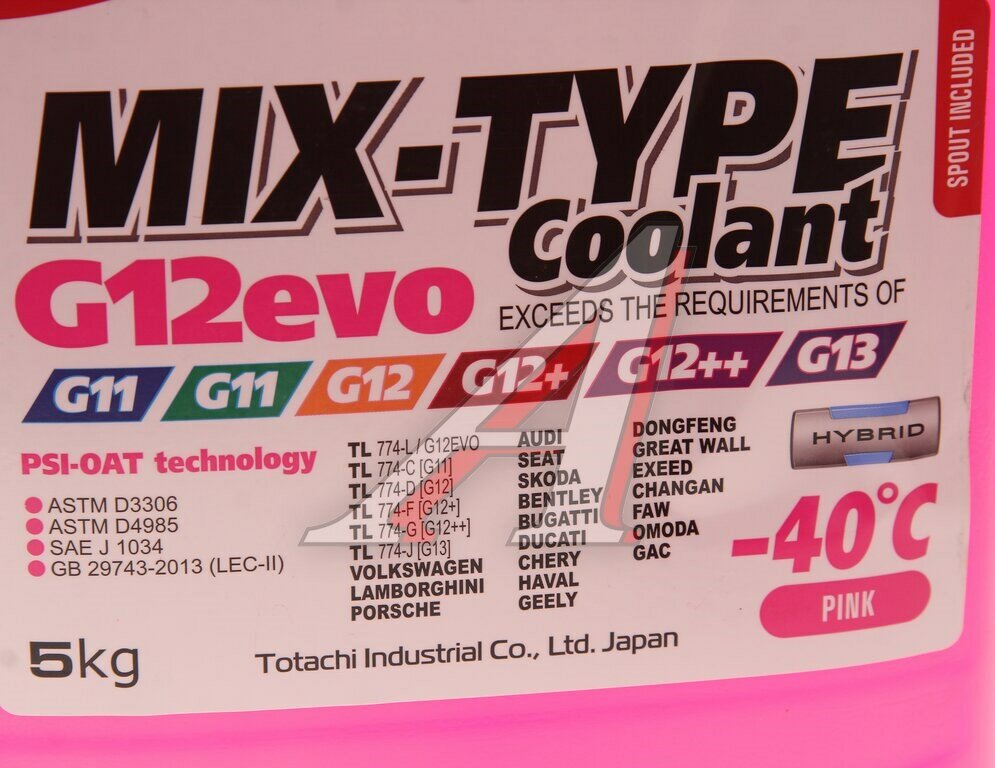 MIX-TYPE
Coolant
SPOUT INCLUDED
G12evo
EXCEEDS THE REQUIREMENTS OF
G11 G11 G12 G12+ G12++ G13
HYBRID
PSI-OAT technology
ASTM D3306
ASTM D4985
SAE J 1034
GB 29743-2013 (LEC-II)
TL 774-L / G12EVO
TL 774-C [G11]
TL 774-D [G12]
TL 774-F [G12+]
TL 774-G [G12++]
TL 774-J [G13]
VOLKSWAGEN
LAMBORGHINI
PORSCHE
AUDI
SEAT
SKODA
BENTLEY
BUGATTI
DUCATI
CHERY
HAVAL
GEELY
DONGFENG
GREAT WALL
EXEED
CHANGAN
FAW
OMODA
GAC
-40°C
PINK
5kg
Totachi Industrial Co., Ltd. Japan